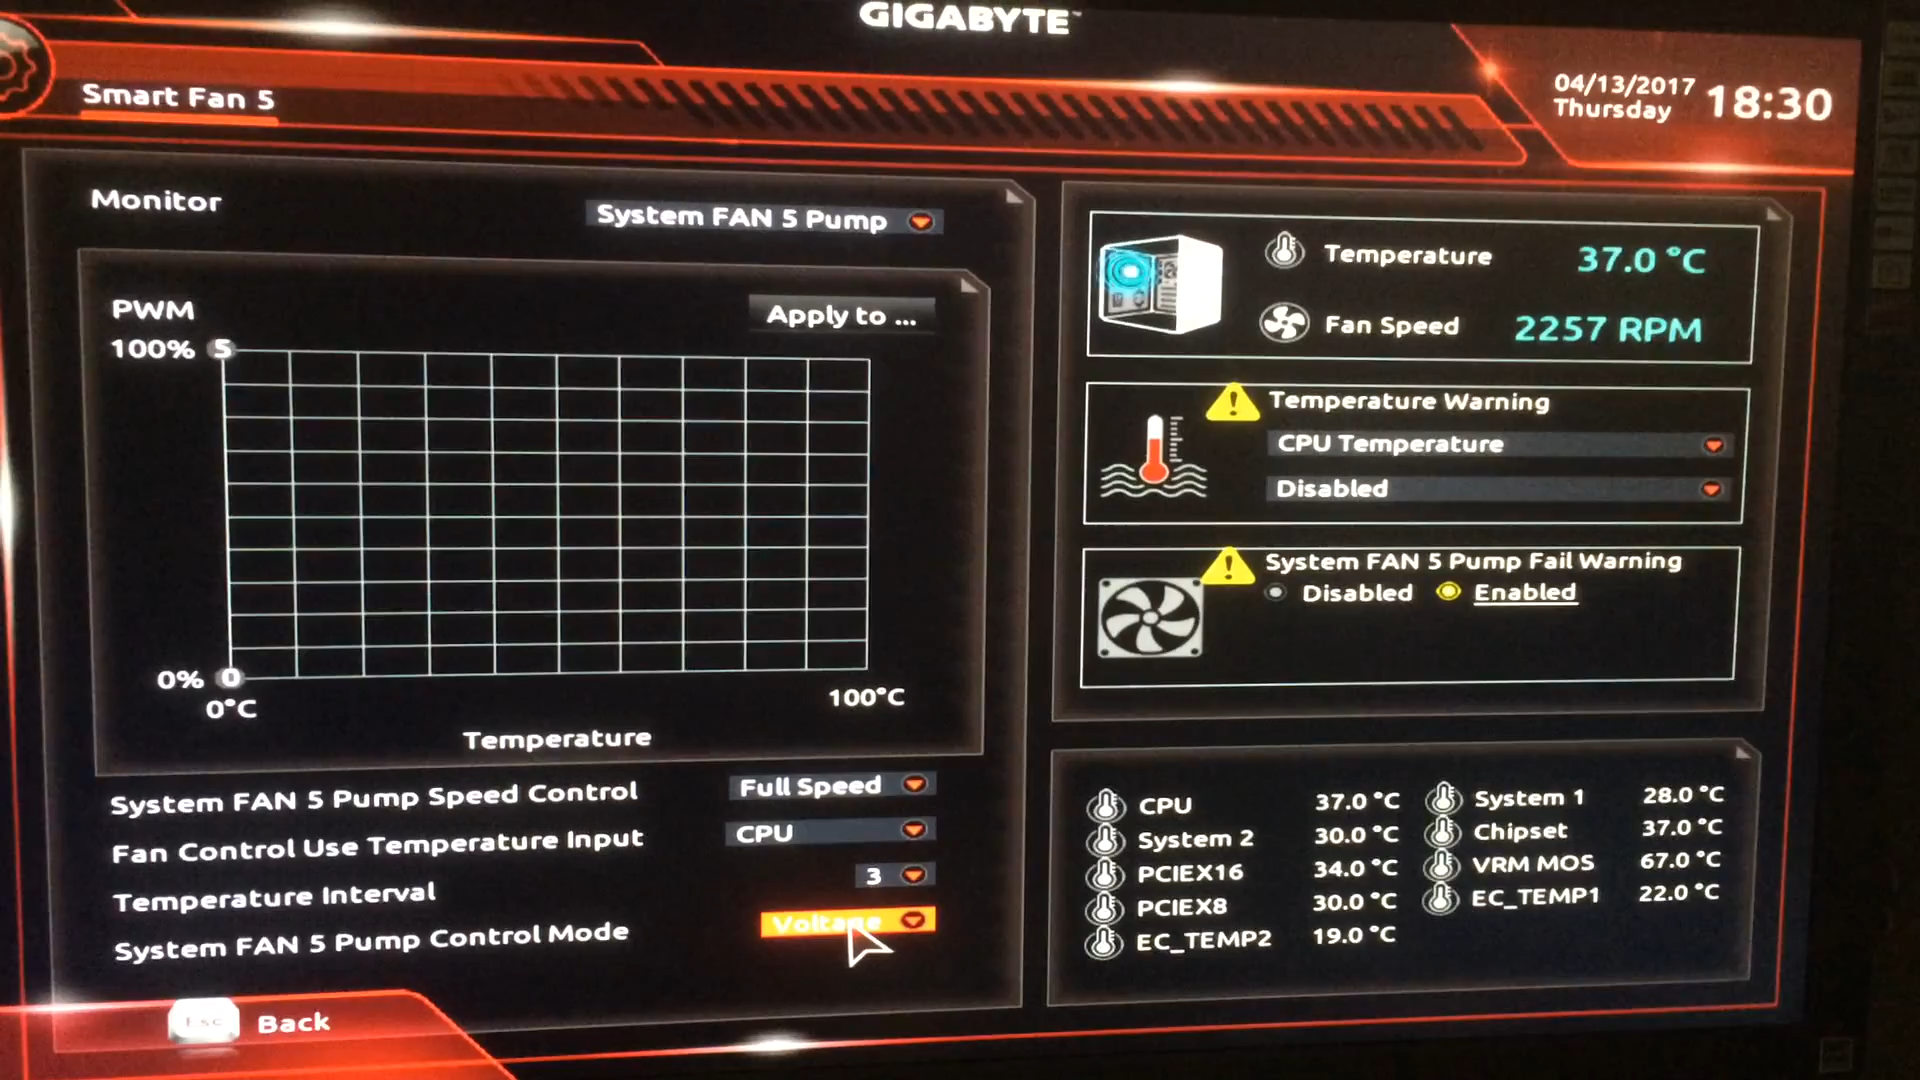 GIGABYTE™
Smart Fan 5
04/13/2017
Thursday
18:30
Monitor
System FAN 5 Pump
PWM
Apply to ...
100%
5
0%
0
0°C
100°C
Temperature
System FAN 5 Pump Speed Control
Full Speed
Fan Control Use Temperature Input
CPU
Temperature Interval
3
System FAN 5 Pump Control Mode
Voltage
Esc
Back
Temperature 37.0 °C
Fan Speed 2257 RPM
Temperature Warning
CPU Temperature
Disabled
System FAN 5 Pump Fail Warning
Disabled Enabled
CPU 37.0 °C System 1 28.0 °C
System 2 30.0 °C Chipset 37.0 °C
PCIEX16 34.0 °C VRM MOS 67.0 °C
PCIEX8 30.0 °C EC_TEMP1 22.0 °C
EC_TEMP2 19.0 °C